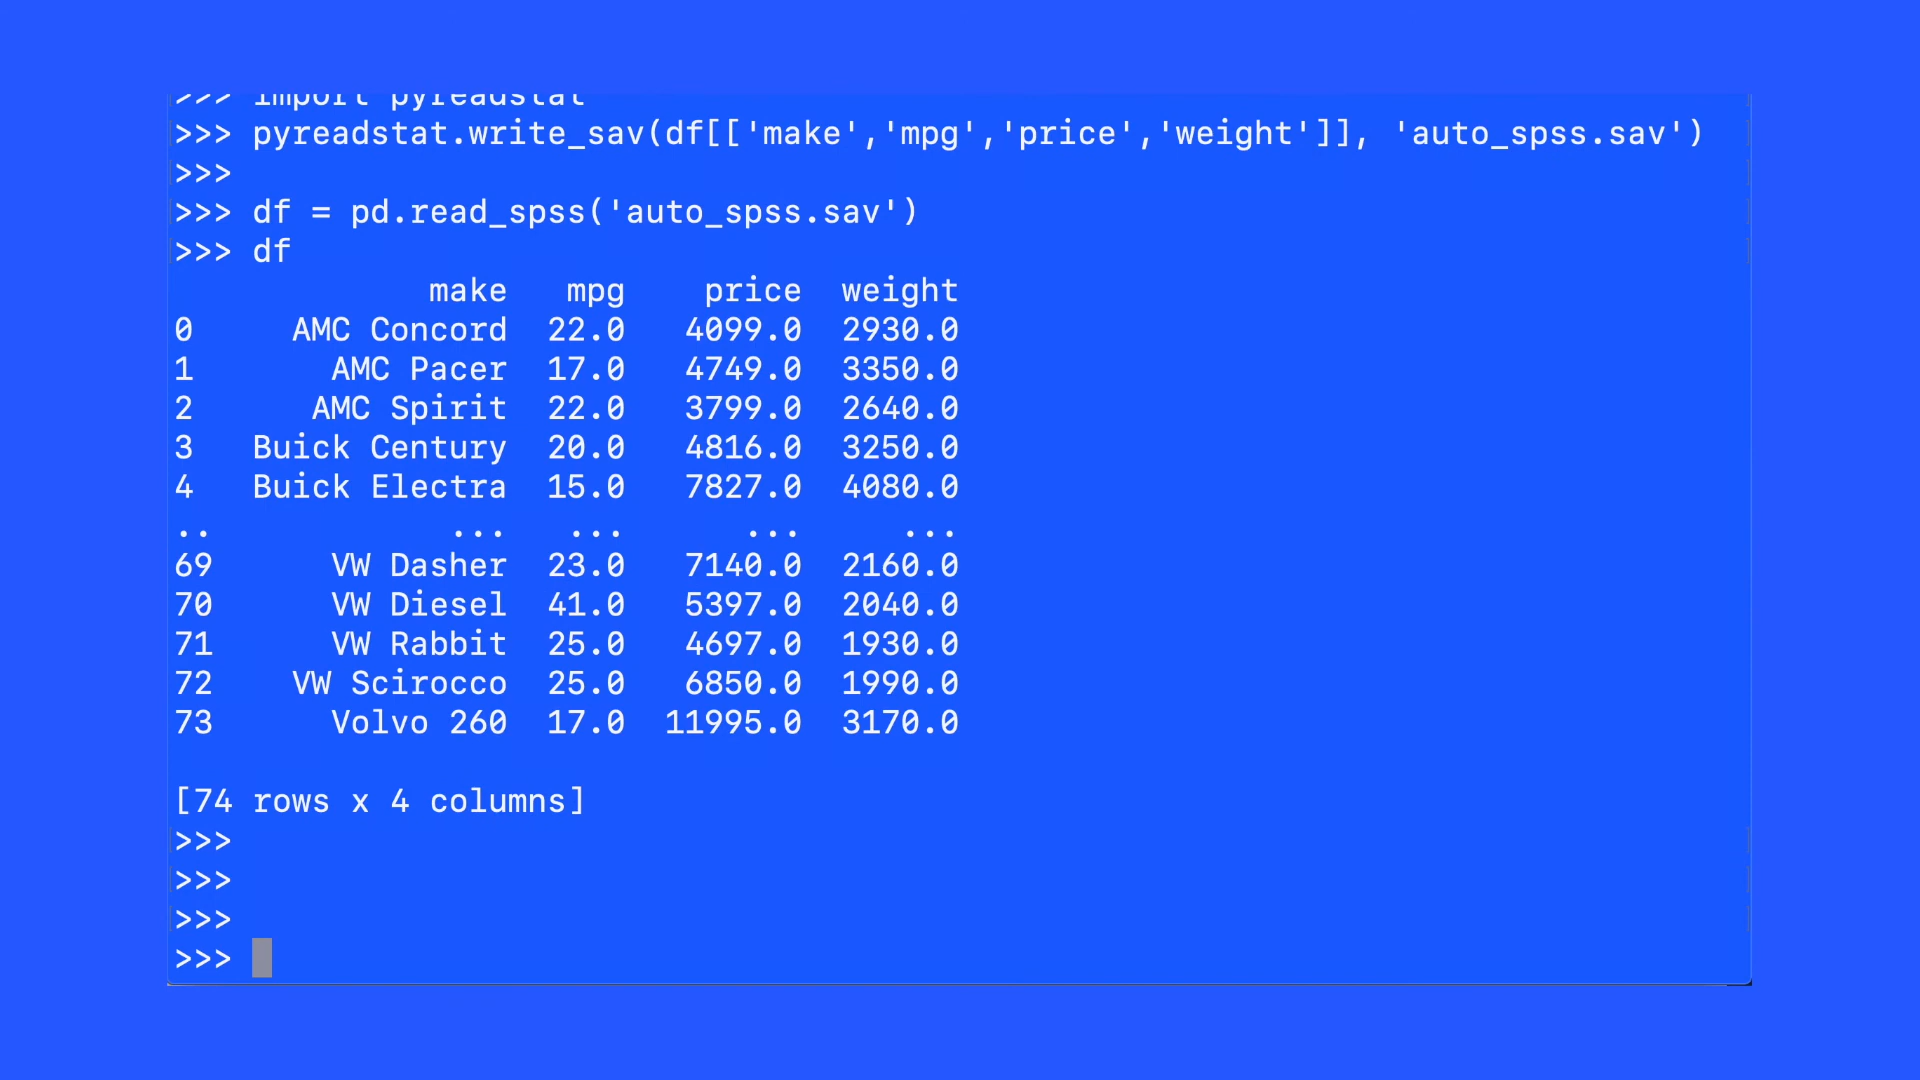 >>> import pyreadstat
>>> pyreadstat.write_sav(df[['make','mpg','price','weight']], 'auto_spss.sav')
>>>
>>> df = pd.read_spss('auto_spss.sav')
>>> df
                make   mpg    price  weight
0        AMC Concord  22.0   4099.0  2930.0
1          AMC Pacer  17.0   4749.0  3350.0
2         AMC Spirit  22.0   3799.0  2640.0
3      Buick Century  20.0   4816.0  3250.0
4      Buick Electra  15.0   7827.0  4080.0
..               ...   ...      ...     ...
69         VW Dasher  23.0   7140.0  2160.0
70         VW Diesel  41.0   5397.0  2040.0
71         VW Rabbit  25.0   4697.0  1930.0
72       VW Scirocco  25.0   6850.0  1990.0
73         Volvo 260  17.0  11995.0  3170.0
[74 rows x 4 columns]
>>>
>>>
>>>
>>>